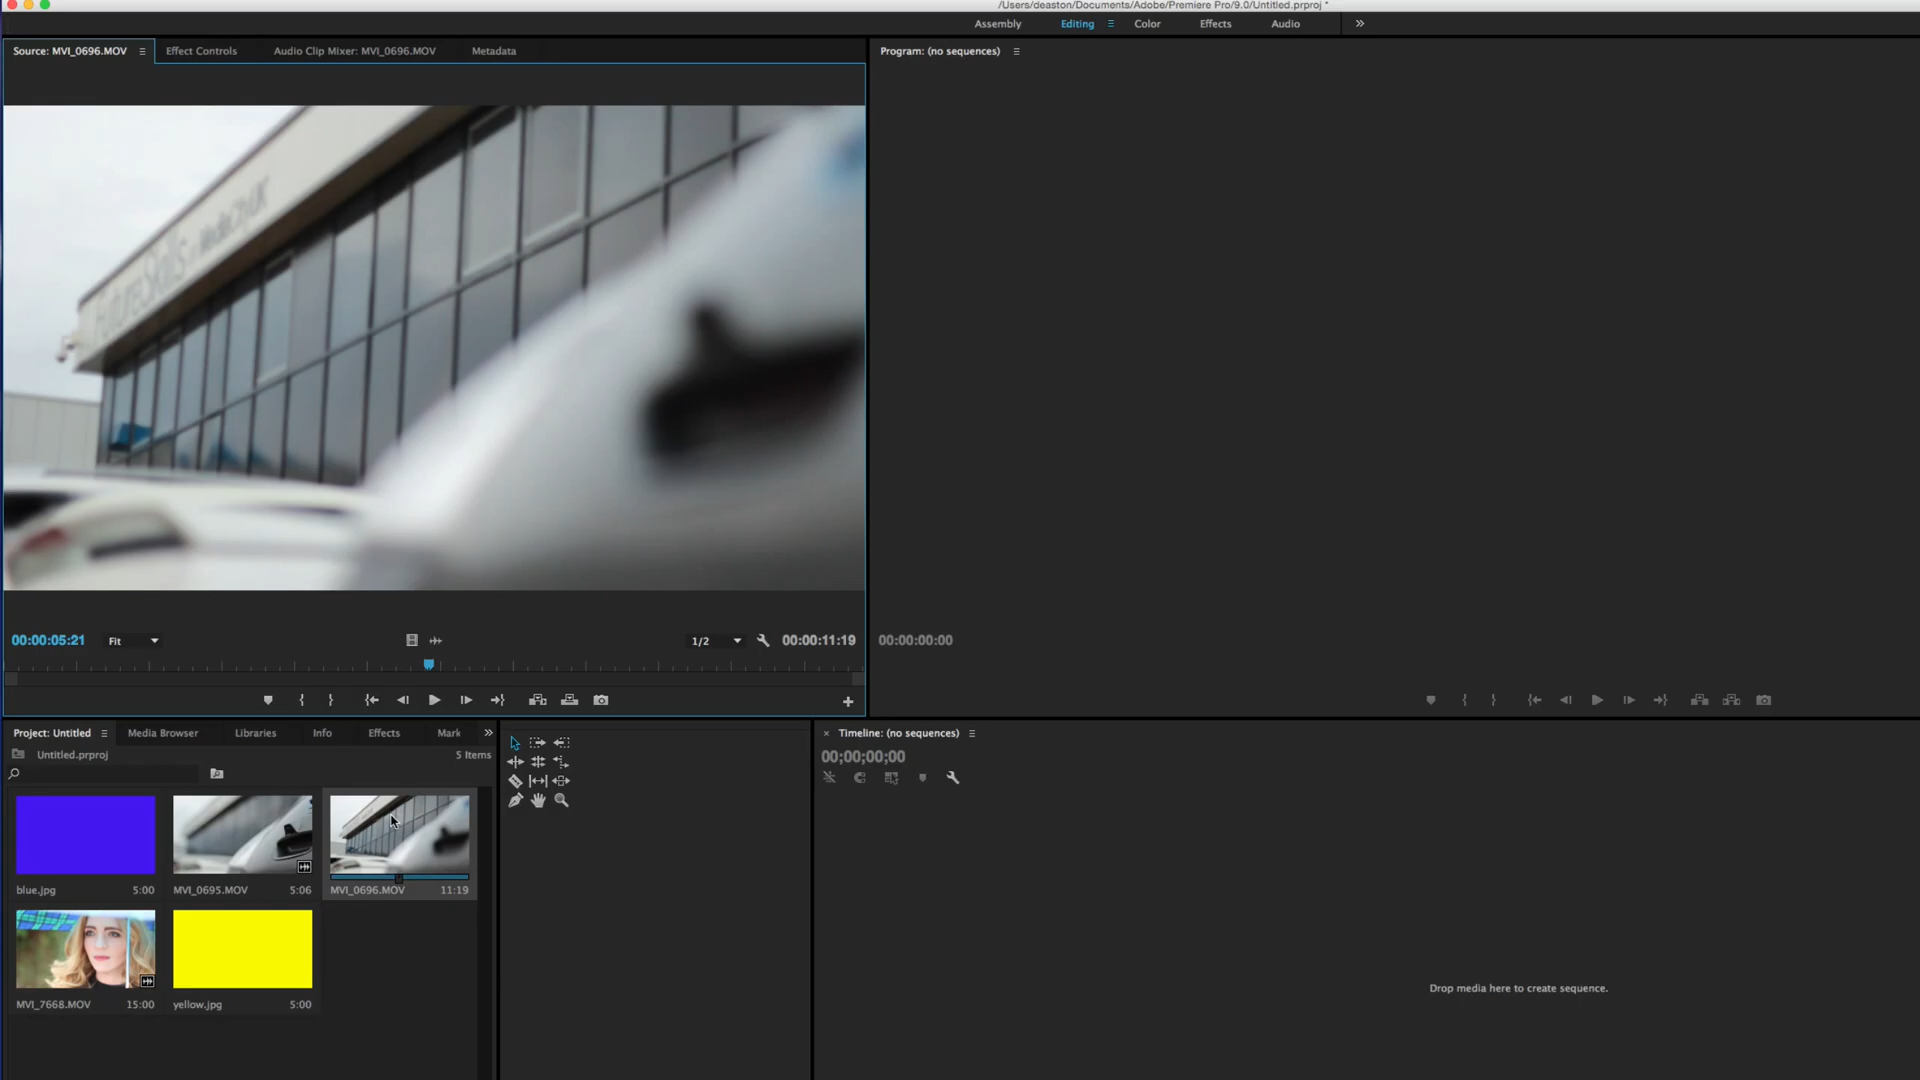 /Users/deaston/Documents/Adobe/Premiere Pro/9.0/Untitled.prproj *
Assembly Editing Color Effects Audio
Source: MVI_0696.MOV Effect Controls Audio Clip Mixer: MVI_0696.MOV Metadata
Program: (no sequences)
FutureSkills at MediaCityUK
00:00:05:21 Fit 1/2 00:00:11:19
00:00:00:00
Project: Untitled Media Browser Libraries Info Effects Mark
Untitled.prproj 5 Items
blue.jpg 5:00
MVI_0695.MOV 5:06
MVI_0696.MOV 11:19
MVI_7668.MOV 15:00
yellow.jpg 5:00
Timeline: (no sequences)
00;00;00;00
Drop media here to create sequence.